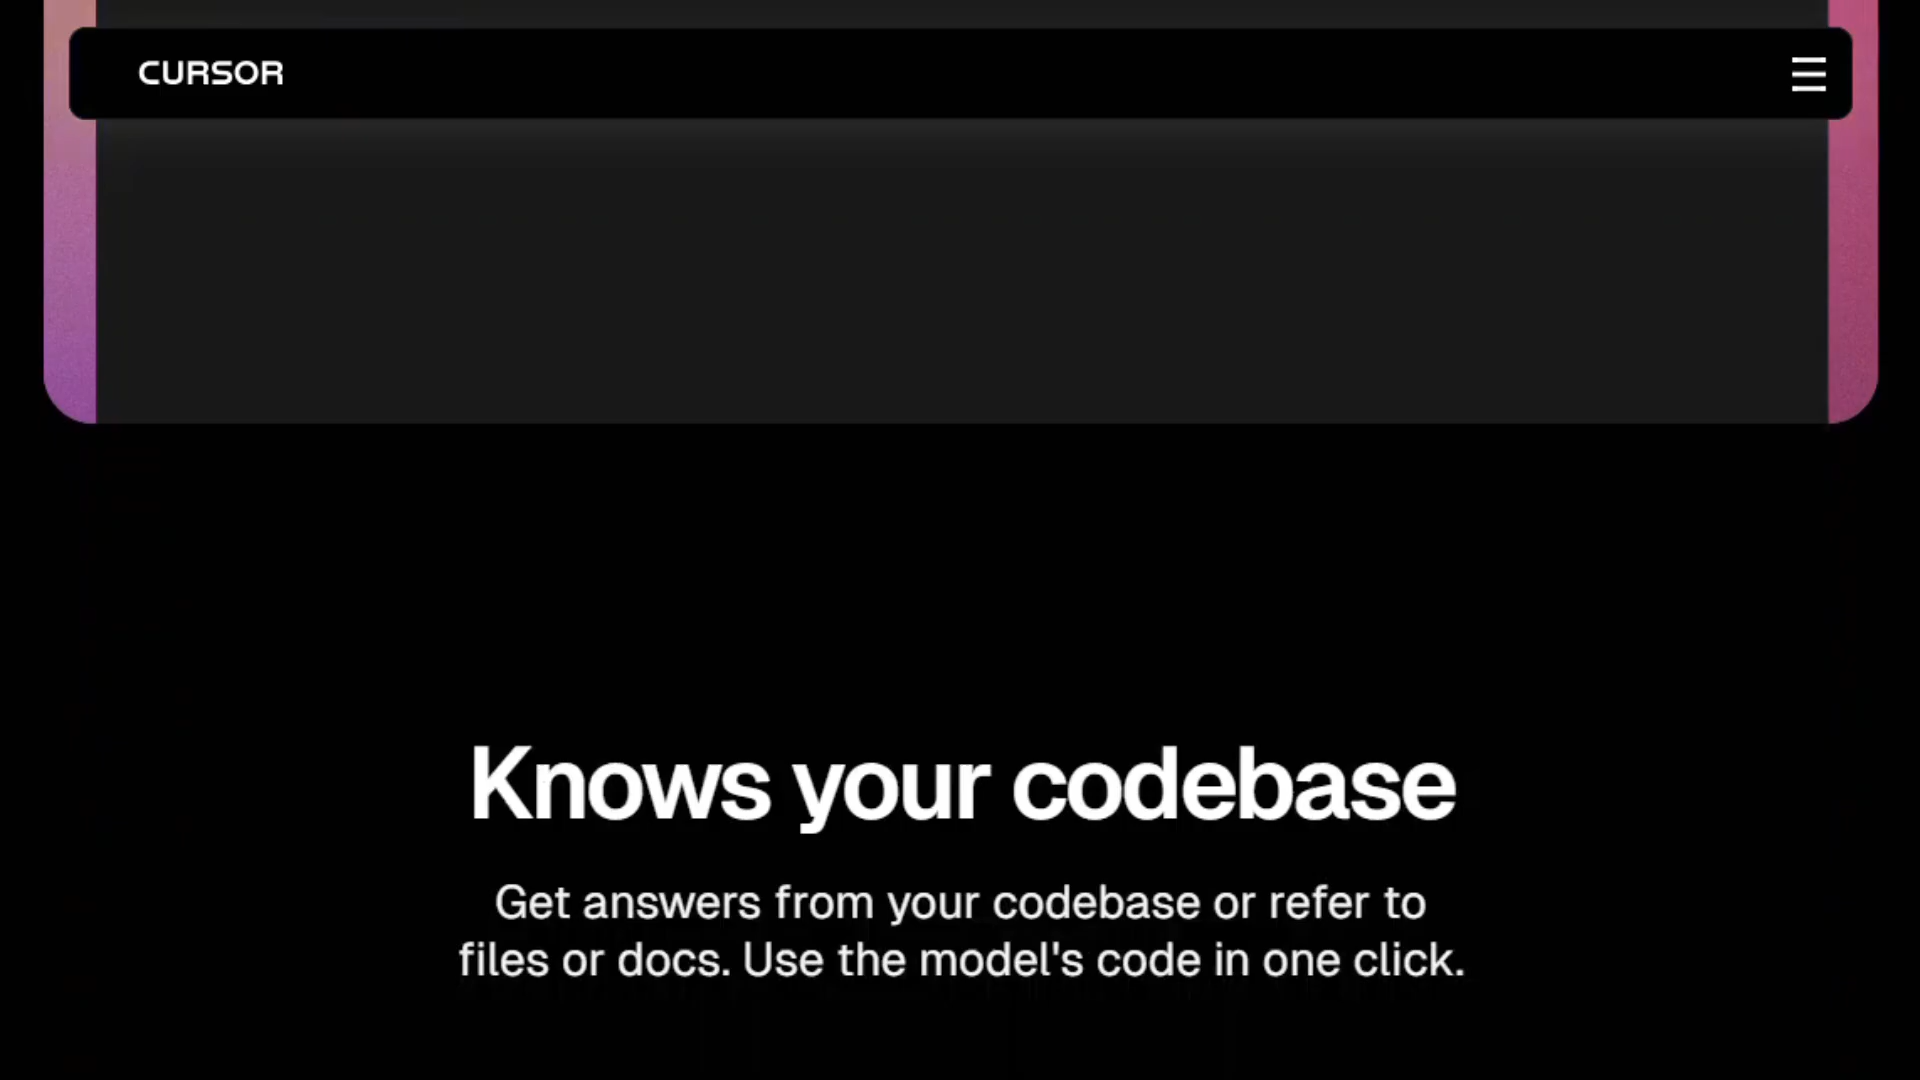 CURSOR
Knows your codebase
Get answers from your codebase or refer to
files or docs. Use the model's code in one click.